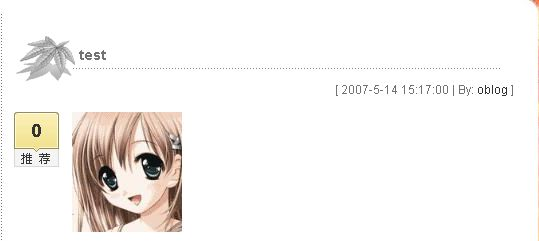 test
[ 2007-5-14 15:17:00 | By: oblog ]
0
推 荐